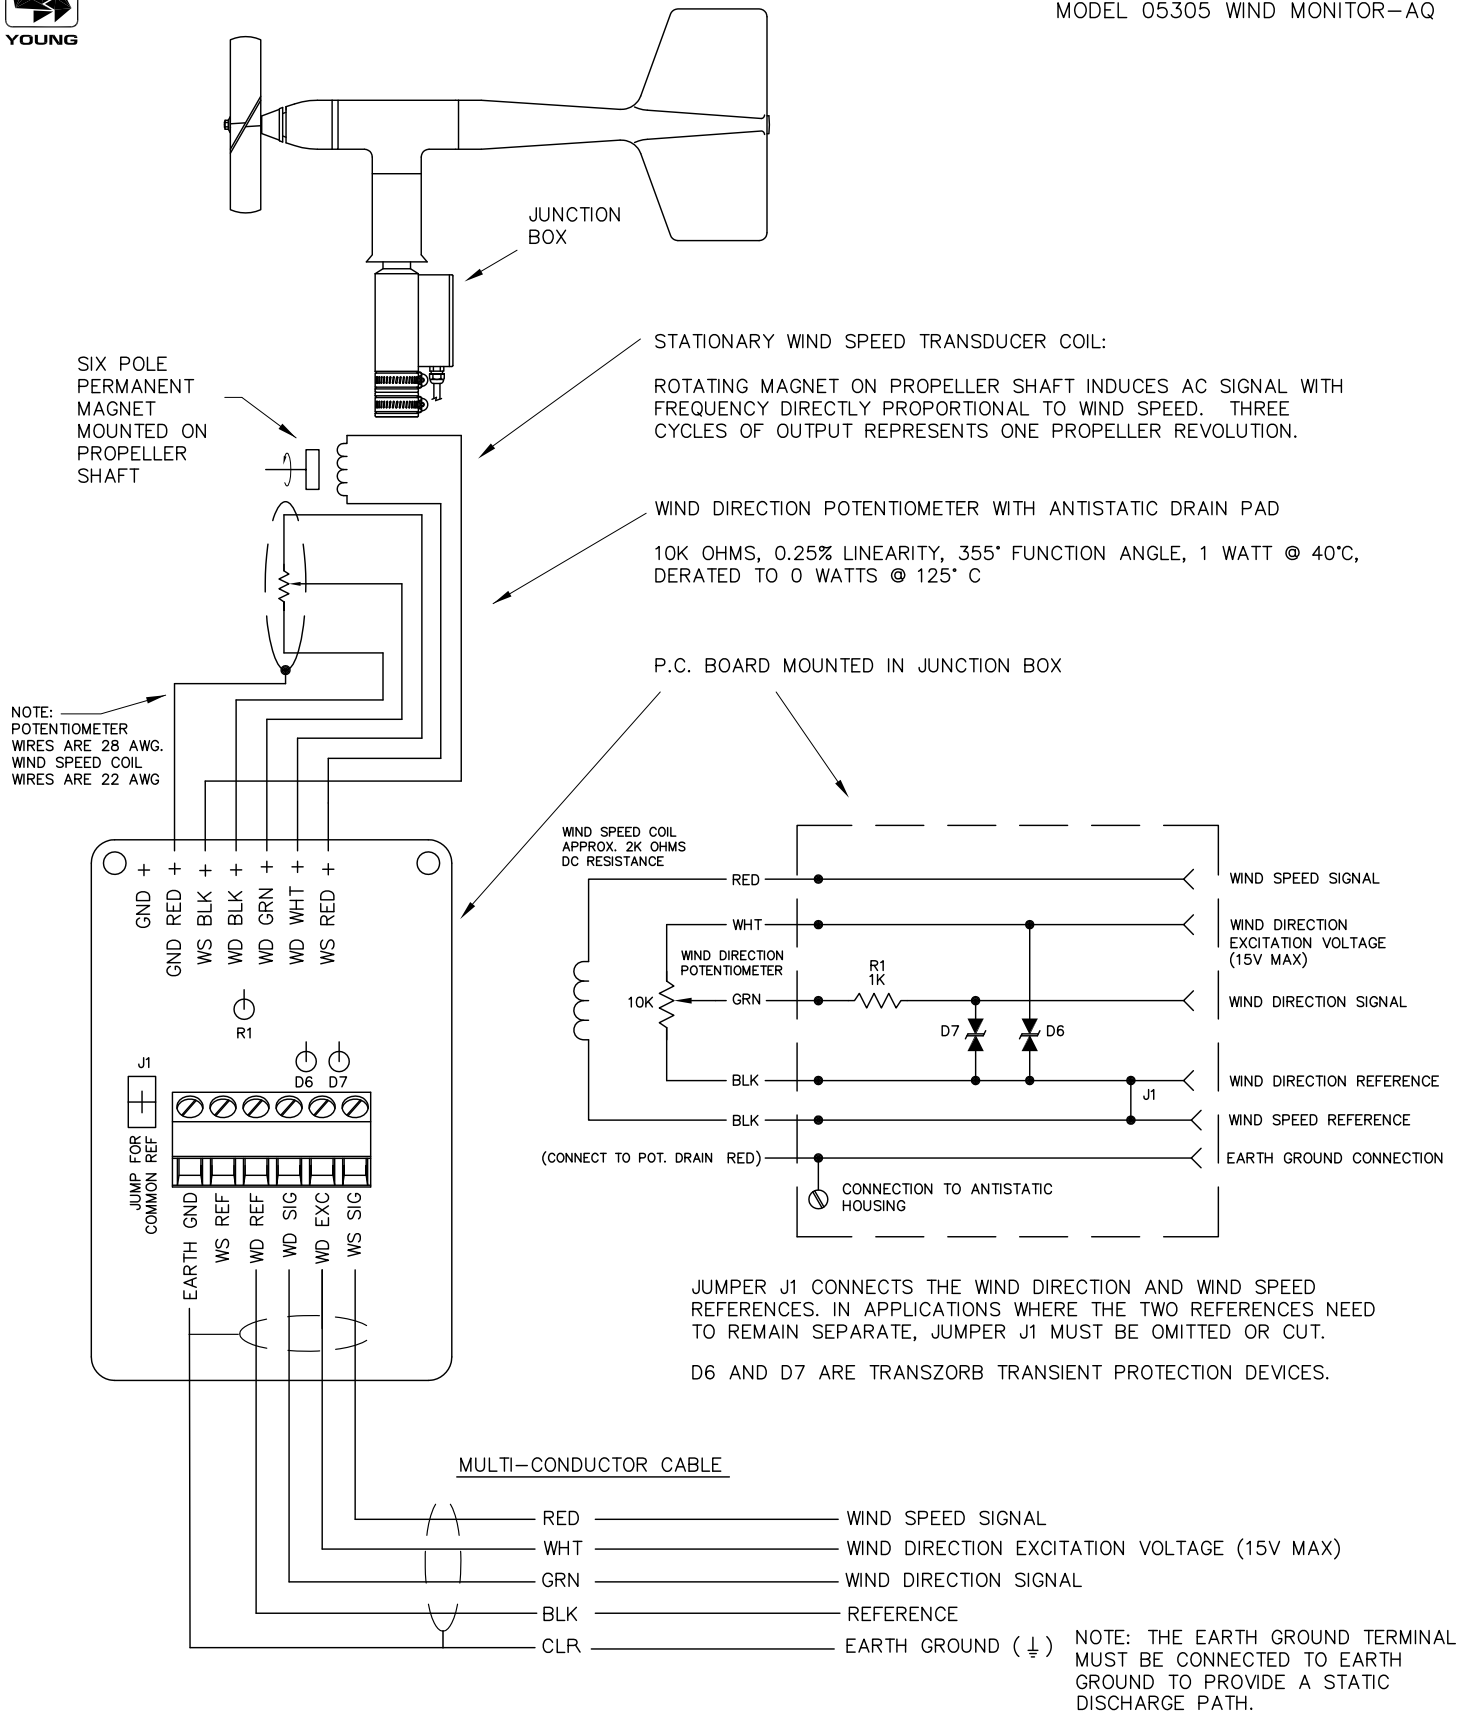 YOUNG
MODEL 05305 WIND MONITOR-AQ
JUNCTION
BOX
SIX POLE
PERMANENT
MAGNET
MOUNTED ON
PROPELLER
SHAFT
STATIONARY WIND SPEED TRANSDUCER COIL:
ROTATING MAGNET ON PROPELLER SHAFT INDUCES AC SIGNAL WITH
FREQUENCY DIRECTLY PROPORTIONAL TO WIND SPEED. THREE
CYCLES OF OUTPUT REPRESENTS ONE PROPELLER REVOLUTION.
WIND DIRECTION POTENTIOMETER WITH ANTISTATIC DRAIN PAD
10K OHMS, 0.25% LINEARITY, 355° FUNCTION ANGLE, 1 WATT @ 40°C,
DERATED TO 0 WATTS @ 125° C
P.C. BOARD MOUNTED IN JUNCTION BOX
NOTE:
POTENTIOMETER
WIRES ARE 28 AWG.
WIND SPEED COIL
WIRES ARE 22 AWG
GND +
GND RED +
WS BLK +
WD BLK +
WD GRN +
WD WHT +
WS RED +
R1
J1
D6 D7
JUMP FOR
COMMON REF
EARTH GND
WS REF
WD REF
WD SIG
WD EXC
WS SIG
WIND SPEED COIL
APPROX. 2K OHMS
DC RESISTANCE
RED
WIND SPEED SIGNAL
WHT
WIND DIRECTION
EXCITATION VOLTAGE
(15V MAX)
WIND DIRECTION
POTENTIOMETER
R1
1K
10K
GRN
WIND DIRECTION SIGNAL
D7
D6
BLK
WIND DIRECTION REFERENCE
J1
BLK
WIND SPEED REFERENCE
(CONNECT TO POT. DRAIN RED)
EARTH GROUND CONNECTION
CONNECTION TO ANTISTATIC
HOUSING
JUMPER J1 CONNECTS THE WIND DIRECTION AND WIND SPEED
REFERENCES. IN APPLICATIONS WHERE THE TWO REFERENCES NEED
TO REMAIN SEPARATE, JUMPER J1 MUST BE OMITTED OR CUT.
D6 AND D7 ARE TRANSZORB TRANSIENT PROTECTION DEVICES.
MULTI-CONDUCTOR CABLE
RED WIND SPEED SIGNAL
WHT WIND DIRECTION EXCITATION VOLTAGE (15V MAX)
GRN WIND DIRECTION SIGNAL
BLK REFERENCE
CLR EARTH GROUND (⏚)
NOTE: THE EARTH GROUND TERMINAL
MUST BE CONNECTED TO EARTH
GROUND TO PROVIDE A STATIC
DISCHARGE PATH.